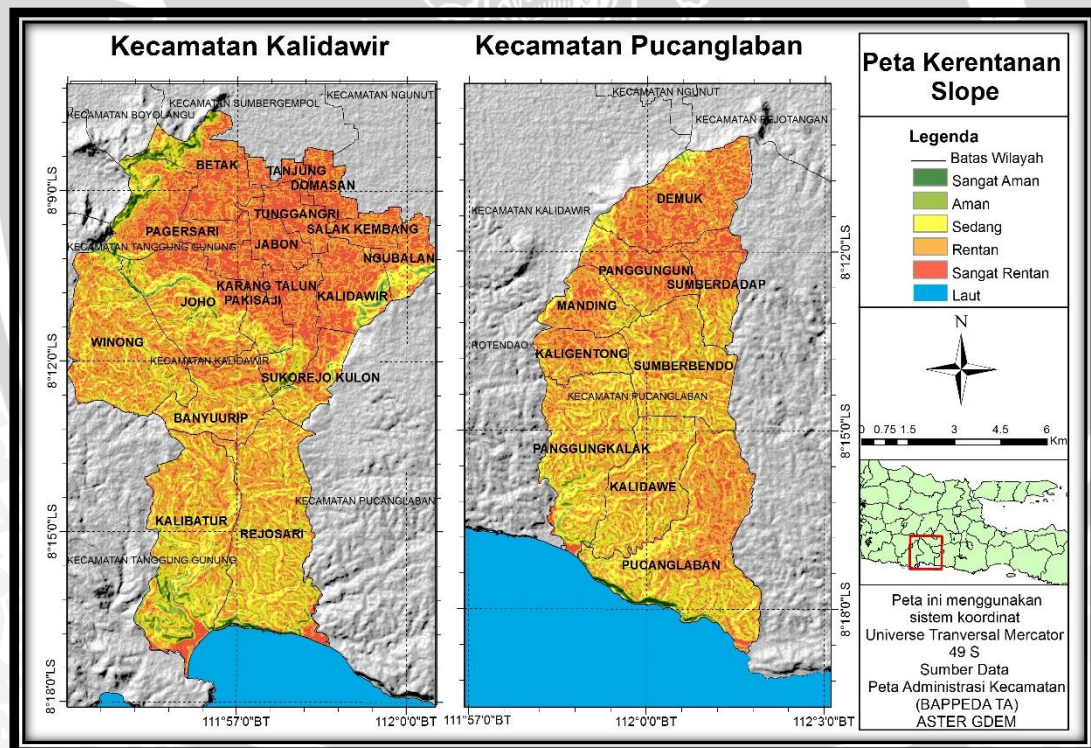 Kecamatan Kalidawir
KECAMATAN NGUNUT
KECAMATAN SUMBERGEMPOL
KECAMATAN BOYOLANGU
BETAK
TANJUNG
DOMASAN
TUNGGANGRI
PAGERSARI
SALAK KEMBANG
JABON
KECAMATAN TANGGUNG GUNUNG
NGUBALAN
KARANG TALUN
PAKISAJI
KALIDAWIR
JOHO
WINONG
KECAMATAN KALIDAWIR
SUKOREJO KULON
BANYUURIP
KECAMATAN PUCANGLABAN
KALIBATUR
REJOSARI
KECAMATAN TANGGUNG GUNUNG
8°9'0"LS
8°12'0"LS
8°15'0"LS
8°18'0"LS
111°57'0"BT
112°0'0"BT
Kecamatan Pucanglaban
KECAMATAN NGUNUT
KECAMATAN REJOTANGAN
DEMUK
KECAMATAN KALIDAWIR
PANGGUNGUNI
SUMBERDADAP
MANDING
ROTENDAO
KALIGENTONG
SUMBERBENDO
KECAMATAN PUCANGLABAN
PANGGUNGKALAK
KALIDAWE
PUCANGLABAN
8°12'0"LS
8°15'0"LS
8°18'0"LS
111°57'0"BT
112°0'0"BT
112°3'0"BT
Peta Kerentanan
Slope
Legenda
Batas Wilayah
Sangat Aman
Aman
Sedang
Rentan
Sangat Rentan
Laut
N
0 0.75 1.5 3 4.5 6
Km
Peta ini menggunakan
sistem koordinat
Universe Tranversal Mercator
49 S
Sumber Data
Peta Administrasi Kecamatan
(BAPPEDA TA)
ASTER GDEM